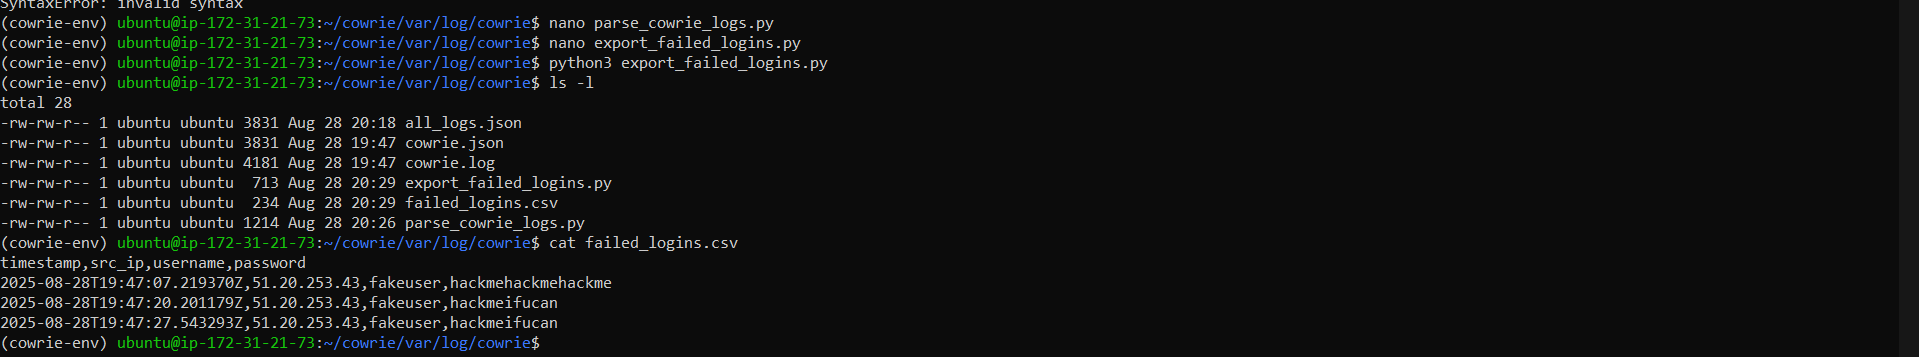 SyntaxError: invalid syntax
(cowrie-env) ubuntu@ip-172-31-21-73:~/cowrie/var/log/cowrie$ nano parse_cowrie_logs.py
(cowrie-env) ubuntu@ip-172-31-21-73:~/cowrie/var/log/cowrie$ nano export_failed_logins.py
(cowrie-env) ubuntu@ip-172-31-21-73:~/cowrie/var/log/cowrie$ python3 export_failed_logins.py
(cowrie-env) ubuntu@ip-172-31-21-73:~/cowrie/var/log/cowrie$ ls -l
total 28
-rw-rw-r-- 1 ubuntu ubuntu 3831 Aug 28 20:18 all_logs.json
-rw-rw-r-- 1 ubuntu ubuntu 3831 Aug 28 19:47 cowrie.json
-rw-rw-r-- 1 ubuntu ubuntu 4181 Aug 28 19:47 cowrie.log
-rw-rw-r-- 1 ubuntu ubuntu  713 Aug 28 20:29 export_failed_logins.py
-rw-rw-r-- 1 ubuntu ubuntu  234 Aug 28 20:29 failed_logins.csv
-rw-rw-r-- 1 ubuntu ubuntu 1214 Aug 28 20:26 parse_cowrie_logs.py
(cowrie-env) ubuntu@ip-172-31-21-73:~/cowrie/var/log/cowrie$ cat failed_logins.csv
timestamp,src_ip,username,password
2025-08-28T19:47:07.219370Z,51.20.253.43,fakeuser,hackmehackmehackme
2025-08-28T19:47:20.201179Z,51.20.253.43,fakeuser,hackmeifucan
2025-08-28T19:47:27.543293Z,51.20.253.43,fakeuser,hackmeifucan
(cowrie-env) ubuntu@ip-172-31-21-73:~/cowrie/var/log/cowrie$